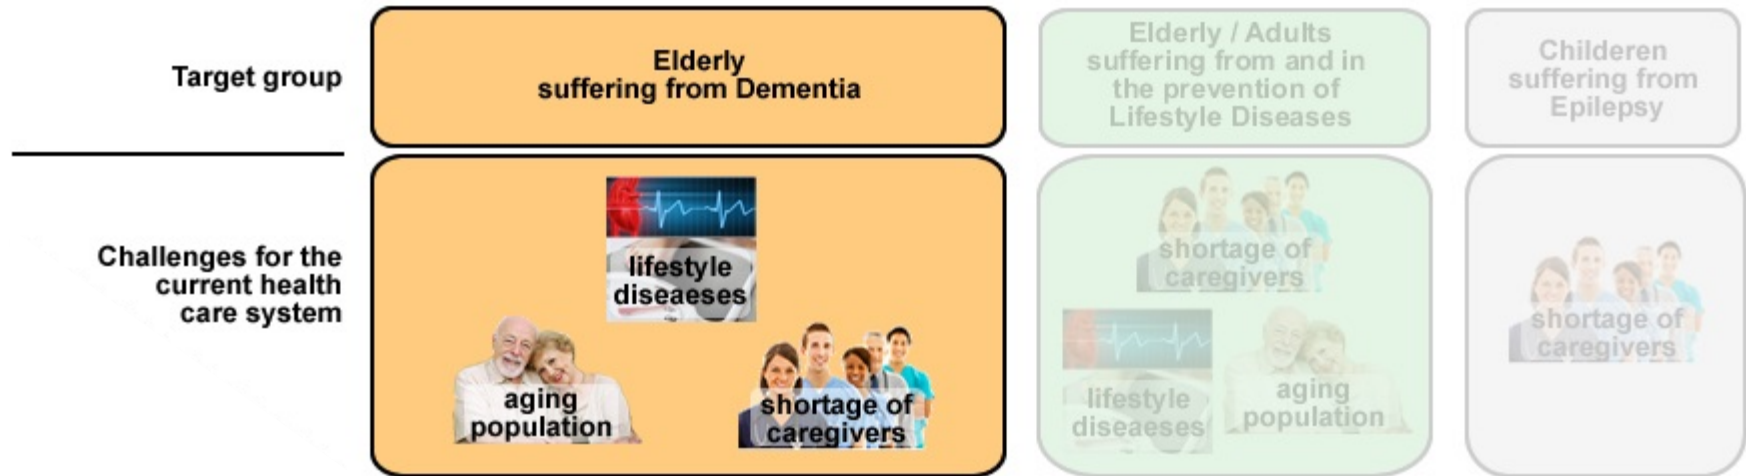 Target group
Elderly
suffering from Dementia
Elderly / Adults
suffering from and in
the prevention of
Lifestyle Diseases
Childeren
suffering from
Epilepsy
Challenges for the
current health
care system
lifestyle
diseaeses
aging
population
shortage of
caregivers
shortage of
caregivers
lifestyle
diseaeses
aging
population
shortage of
caregivers